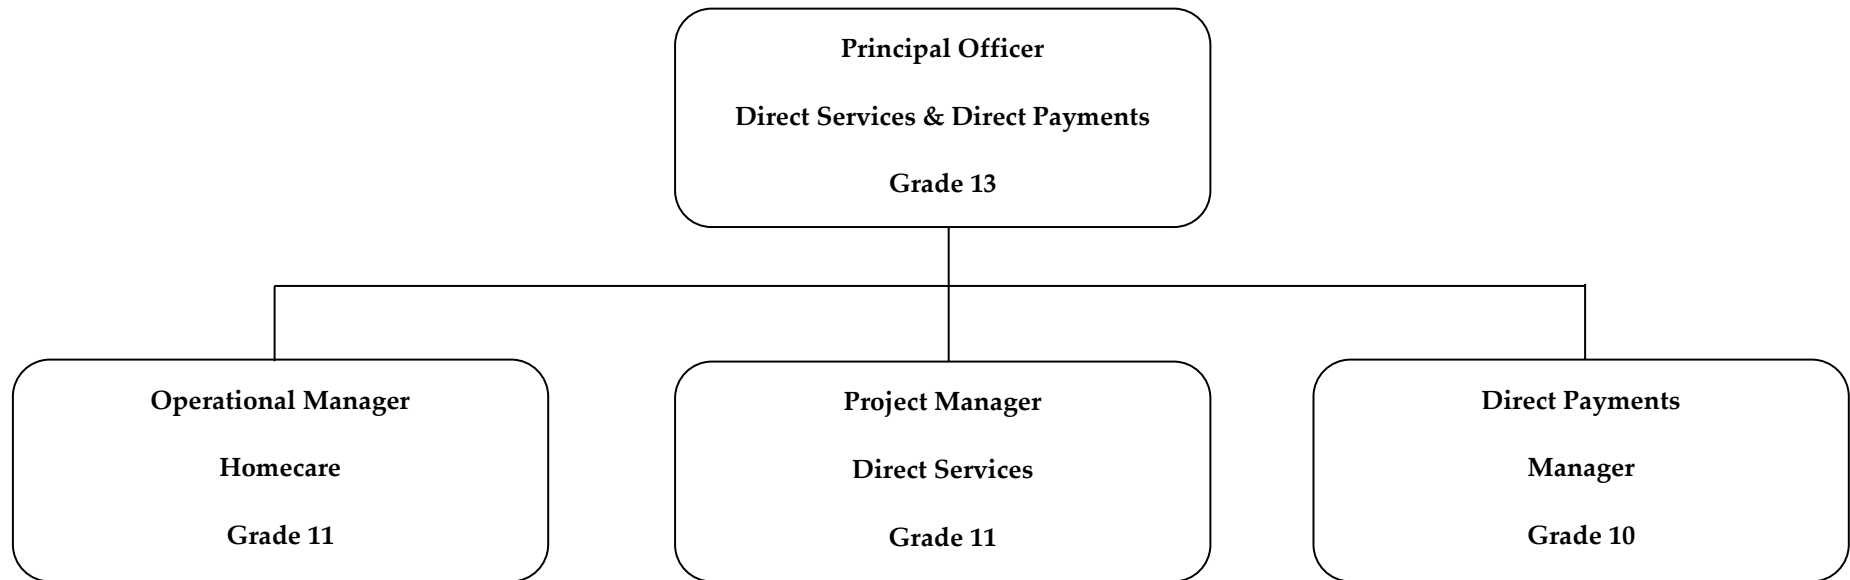 Principal Officer
Direct Services & Direct Payments
Grade 13
Operational Manager
Homecare
Grade 11
Project Manager
Direct Services
Grade 11
Direct Payments
Manager
Grade 10